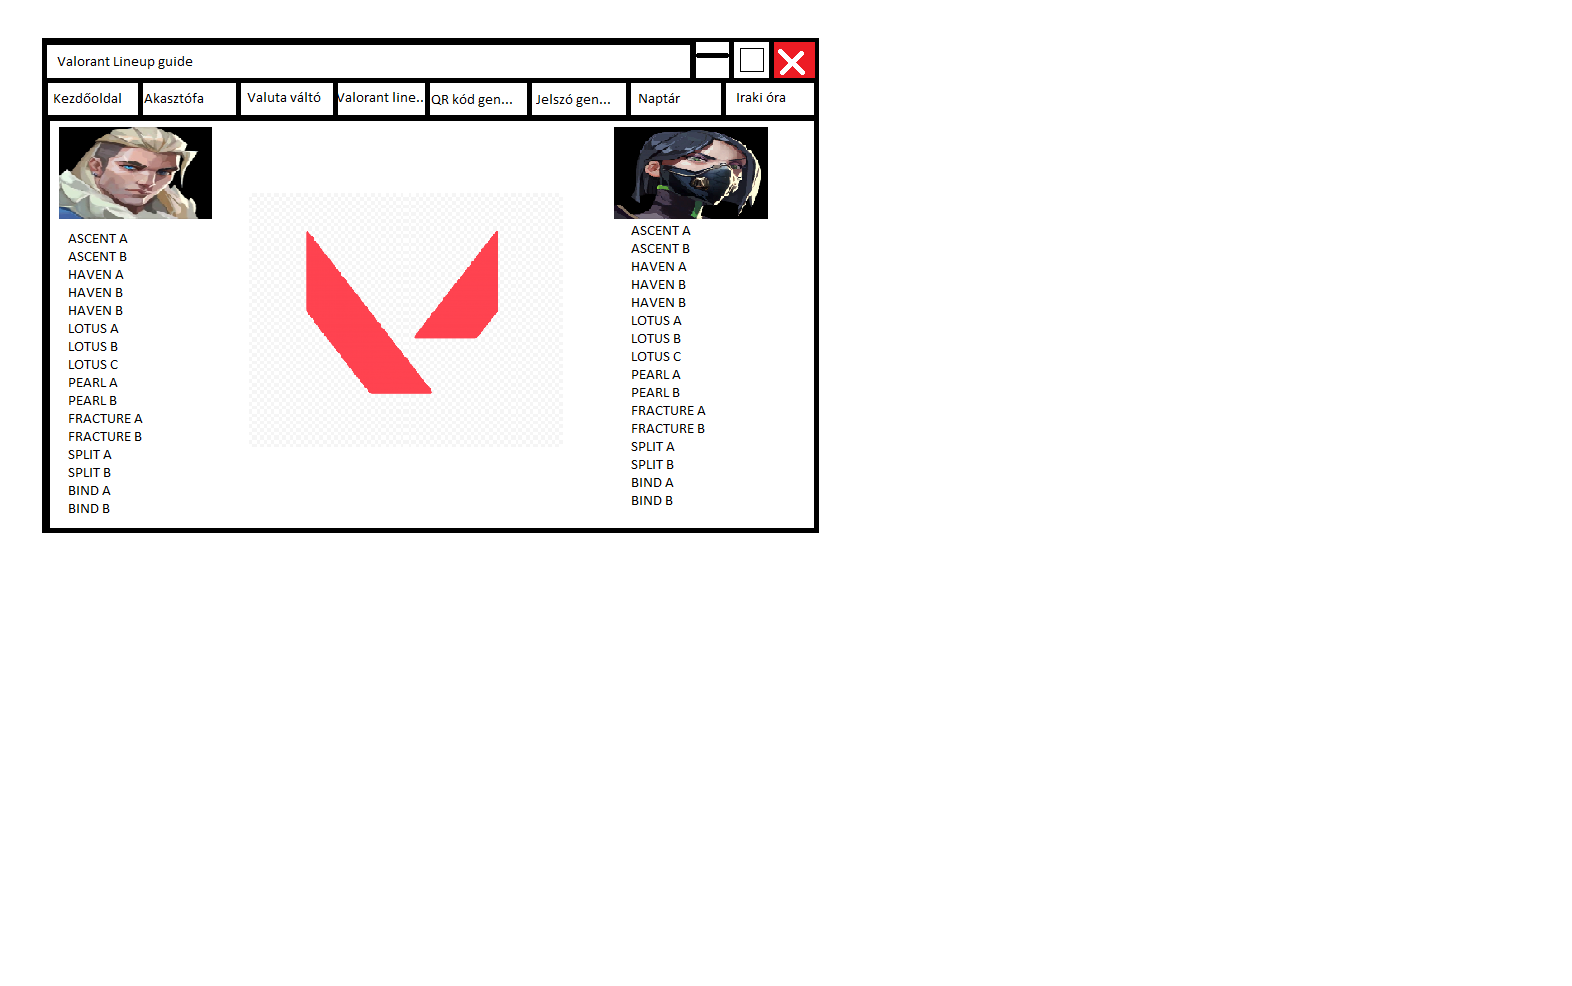 Valorant Lineup guide
Kezdőoldal
Akasztófa
Valuta váltó
Valorant line..
QR kód gen...
Jelszó gen...
Naptár
Iraki óra
ASCENT A
ASCENT B
HAVEN A
HAVEN B
HAVEN B
LOTUS A
LOTUS B
LOTUS C
PEARL A
PEARL B
FRACTURE A
FRACTURE B
SPLIT A
SPLIT B
BIND A
BIND B
ASCENT A
ASCENT B
HAVEN A
HAVEN B
HAVEN B
LOTUS A
LOTUS B
LOTUS C
PEARL A
PEARL B
FRACTURE A
FRACTURE B
SPLIT A
SPLIT B
BIND A
BIND B